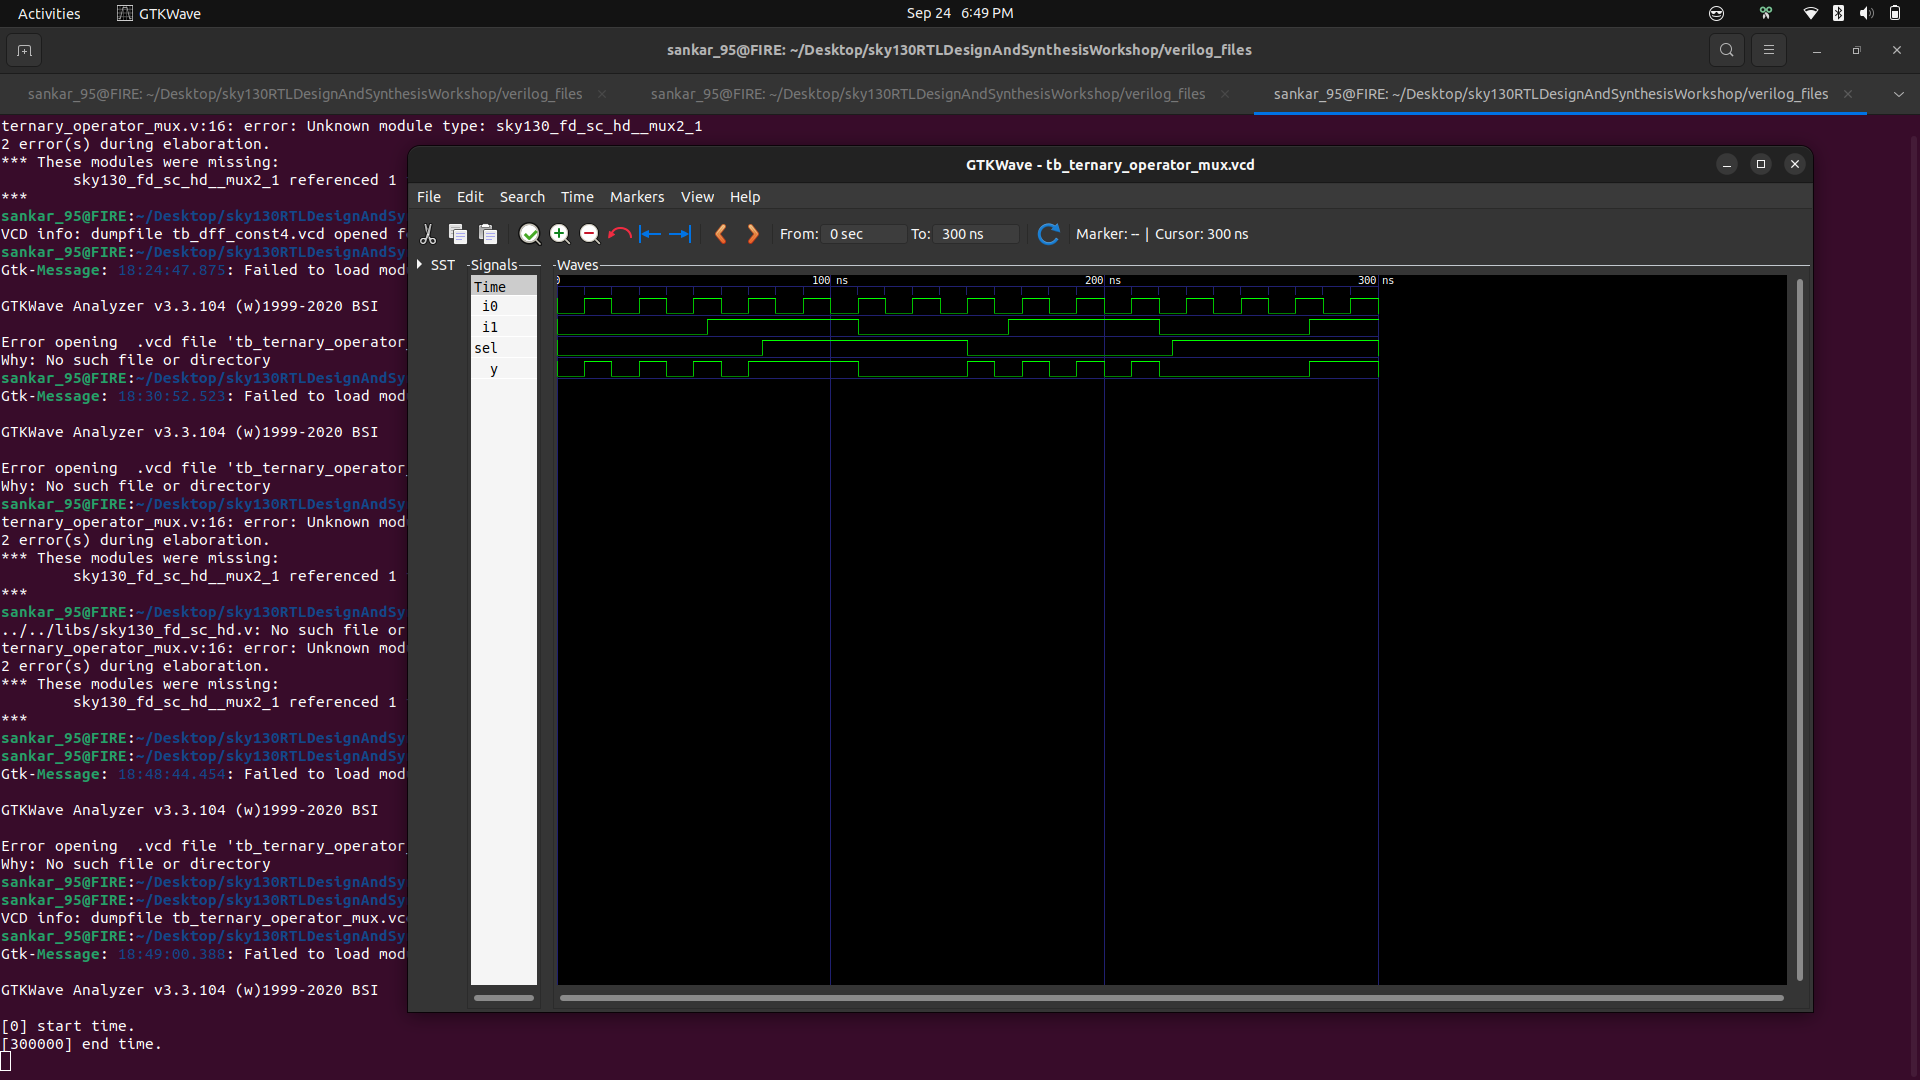 Activities GTKWave Sep 24 6:49 PM
sankar_95@FIRE: ~/Desktop/sky130RTLDesignAndSynthesisWorkshop/verilog_files
sankar_95@FIRE: ~/Desktop/sky130RTLDesignAndSynthesisWorkshop/verilog_files × sankar_95@FIRE: ~/Desktop/sky130RTLDesignAndSynthesisWorkshop/verilog_files × sankar_95@FIRE: ~/Desktop/sky130RTLDesignAndSynthesisWorkshop/verilog_files ×
ternary_operator_mux.v:16: error: Unknown module type: sky130_fd_sc_hd__mux2_1
2 error(s) during elaboration.
*** These modules were missing:
sky130_fd_sc_hd__mux2_1 referenced 1
***
sankar_95@FIRE:~/Desktop/sky130RTLDesignAndSy
VCD info: dumpfile tb_dff_const4.vcd opened f
sankar_95@FIRE:~/Desktop/sky130RTLDesignAndSy
Gtk-Message: 18:24:47.875: Failed to load mod
GTKWave Analyzer v3.3.104 (w)1999-2020 BSI
Error opening .vcd file 'tb_ternary_operator_
Why: No such file or directory
sankar_95@FIRE:~/Desktop/sky130RTLDesignAndSy
Gtk-Message: 18:30:52.523: Failed to load mod
GTKWave Analyzer v3.3.104 (w)1999-2020 BSI
Error opening .vcd file 'tb_ternary_operator_
Why: No such file or directory
sankar_95@FIRE:~/Desktop/sky130RTLDesignAndSy
ternary_operator_mux.v:16: error: Unknown mod
2 error(s) during elaboration.
*** These modules were missing:
sky130_fd_sc_hd__mux2_1 referenced 1
***
sankar_95@FIRE:~/Desktop/sky130RTLDesignAndSy
../../libs/sky130_fd_sc_hd.v: No such file or
ternary_operator_mux.v:16: error: Unknown mod
2 error(s) during elaboration.
*** These modules were missing:
sky130_fd_sc_hd__mux2_1 referenced 1
***
sankar_95@FIRE:~/Desktop/sky130RTLDesignAndSy
sankar_95@FIRE:~/Desktop/sky130RTLDesignAndSy
Gtk-Message: 18:48:44.454: Failed to load mod
GTKWave Analyzer v3.3.104 (w)1999-2020 BSI
Error opening .vcd file 'tb_ternary_operator_
Why: No such file or directory
sankar_95@FIRE:~/Desktop/sky130RTLDesignAndSy
sankar_95@FIRE:~/Desktop/sky130RTLDesignAndSy
VCD info: dumpfile tb_ternary_operator_mux.vc
sankar_95@FIRE:~/Desktop/sky130RTLDesignAndSy
Gtk-Message: 18:49:00.388: Failed to load mod
GTKWave Analyzer v3.3.104 (w)1999-2020 BSI
[0] start time.
[300000] end time.
GTKWave - tb_ternary_operator_mux.vcd
File Edit Search Time Markers View Help
From: 0 sec To: 300 ns Marker: -- | Cursor: 300 ns
SST Signals Waves
Time 0 100 ns 200 ns 300 ns
i0
i1
sel
y